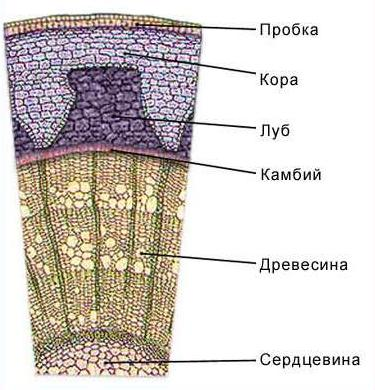 Пробка
Кора
Луб
Камбий
Древесина
Сердцевина